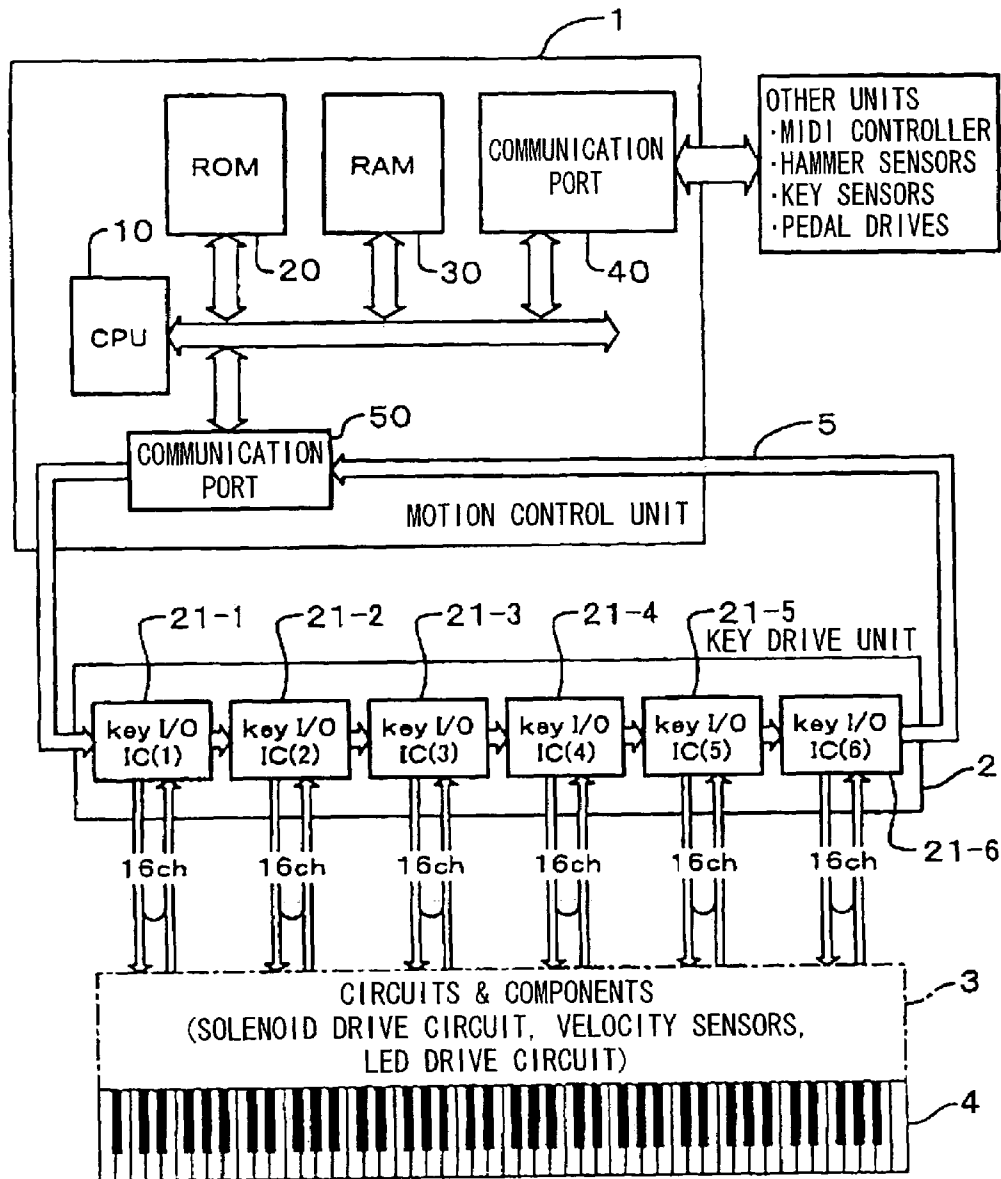 1
ROM
RAM
COMMUNICATION
PORT
OTHER UNITS
·MIDI CONTROLLER
·HAMMER SENSORS
·KEY SENSORS
·PEDAL DRIVES
10
20
30
40
CPU
50
COMMUNICATION
PORT
5
MOTION CONTROL UNIT
21-1
21-2
21-3
21-4
21-5
KEY DRIVE UNIT
key I/O
IC(1)
key I/O
IC(2)
key I/O
IC(3)
key I/O
IC(4)
key I/O
IC(5)
key I/O
IC(6)
2
16ch
16ch
16ch
16ch
16ch
16ch
21-6
CIRCUITS & COMPONENTS
(SOLENOID DRIVE CIRCUIT, VELOCITY SENSORS,
LED DRIVE CIRCUIT)
3
4